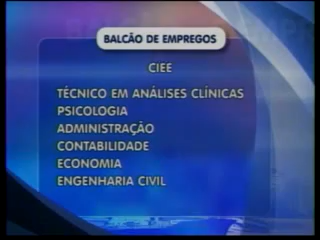 BALCÃO DE EMPREGOS
CIEE
TÉCNICO EM ANÁLISES CLÍNICAS
PSICOLOGIA
ADMINISTRAÇÃO
CONTABILIDADE
ECONOMIA
ENGENHARIA CIVIL